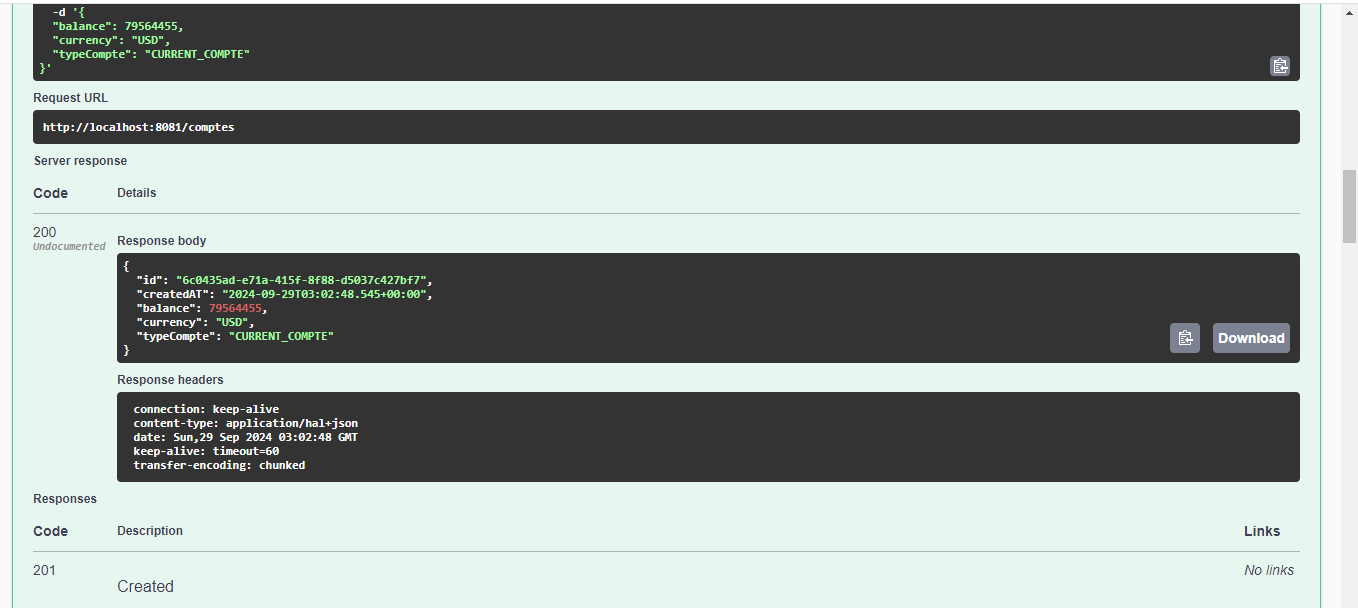 -d '{
"balance": 79564455,
"currency": "USD",
"typeCompte": "CURRENT_COMPTE"
}'
Request URL
http://localhost:8081/comptes
Server response
Code Details
200
Undocumented
Response body
{
"id": "6c0435ad-e71a-415f-8f88-d5037c427bf7",
"createdAT": "2024-09-29T03:02:48.545+00:00",
"balance": 79564455,
"currency": "USD",
"typeCompte": "CURRENT_COMPTE"
}
Download
Response headers
connection: keep-alive
content-type: application/hal+json
date: Sun,29 Sep 2024 03:02:48 GMT
keep-alive: timeout=60
transfer-encoding: chunked
Responses
Code Description Links
201 No links
Created